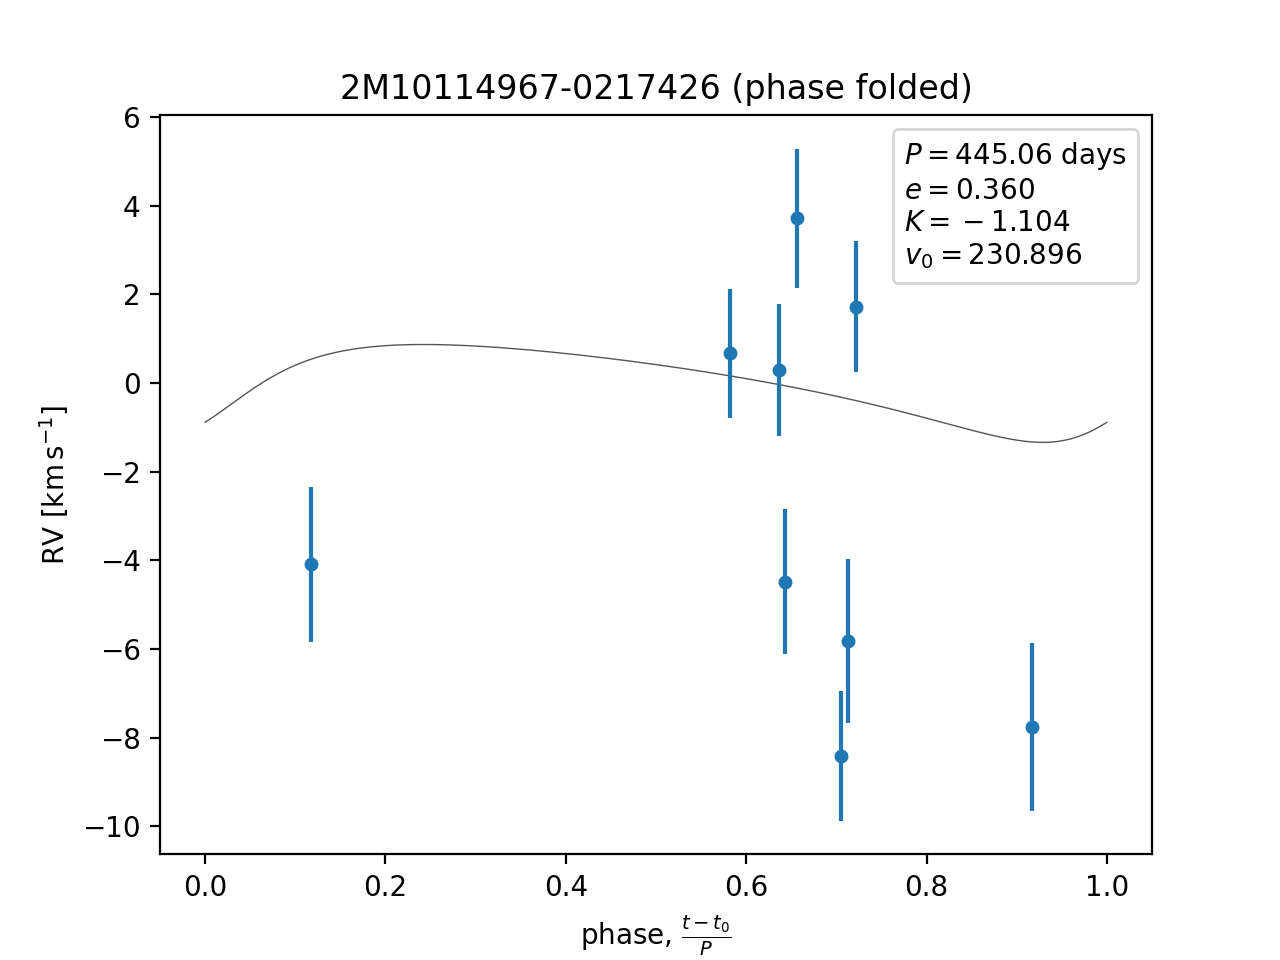 2M10114967-0217426 (phase folded)
P = 445.06 days
e = 0.360
K = −1.104
v₀ = 230.896
6
4
2
0
−2
−4
−6
−8
−10
RV [km s⁻¹]
0.0 0.2 0.4 0.6 0.8 1.0
phase, (t − t₀)/P